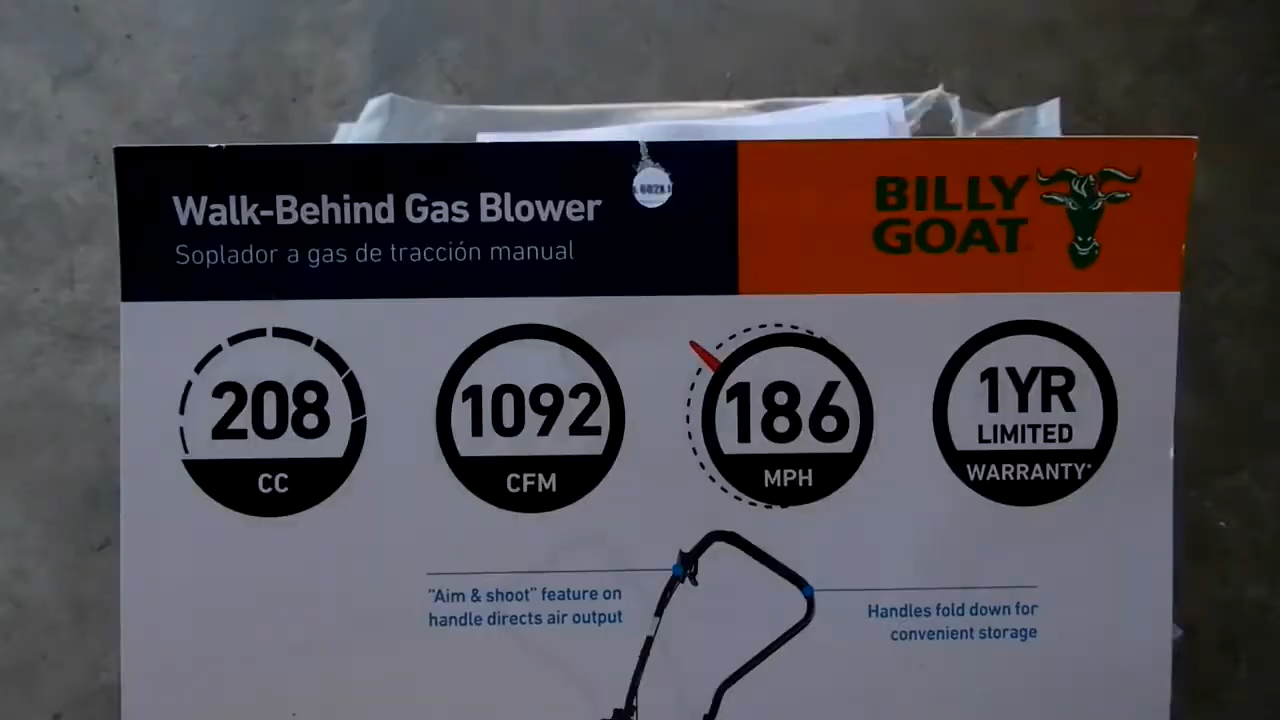 Walk-Behind Gas Blower
Soplador a gas de tracción manual
BILLY
GOAT
208
CC
1092
CFM
186
MPH
1YR
LIMITED
WARRANTY*
"Aim & shoot" feature on
handle directs air output
Handles fold down for
convenient storage